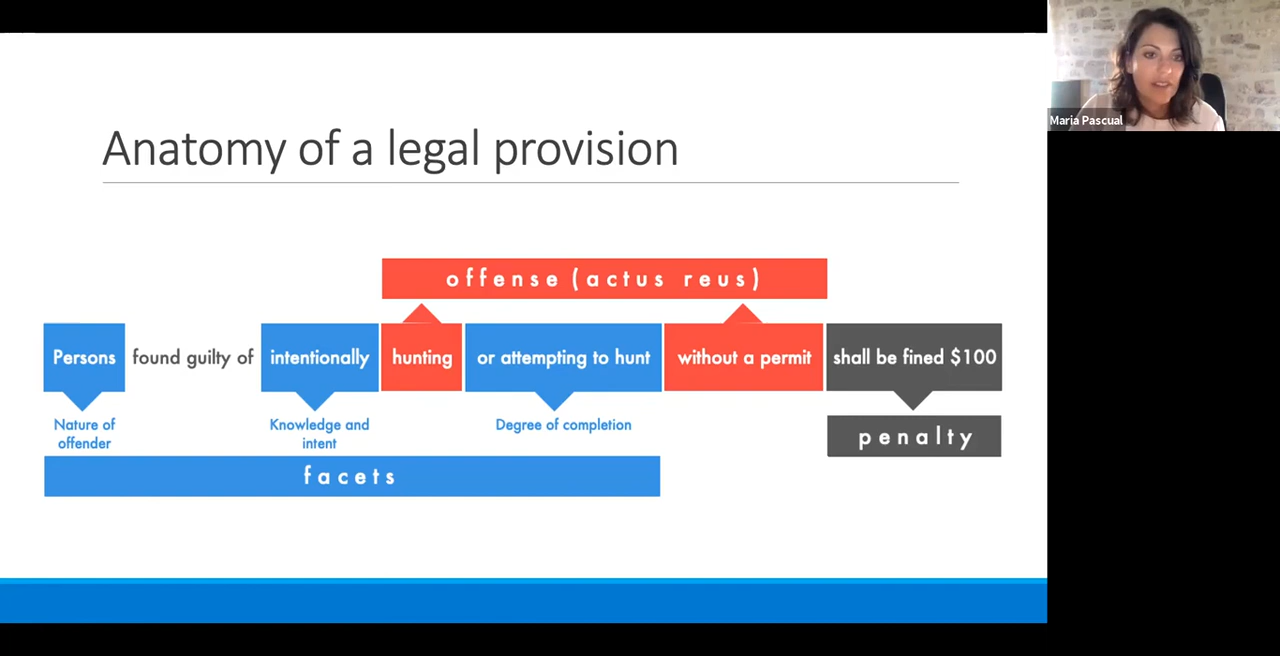 Maria Pascual
Anatomy of a legal provision
offense (actus reus)
Persons found guilty of intentionally hunting or attempting to hunt without a permit shall be fined $100
Nature of
offender
Knowledge and
intent
Degree of completion
penalty
facets